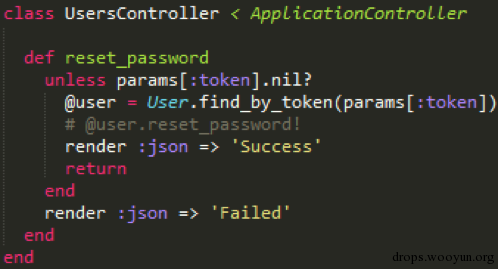 class UsersController < ApplicationController
def reset_password
unless params[:token].nil?
@user = User.find_by_token(params[:token])
# @user.reset_password!
render :json => 'Success'
return
end
render :json => 'Failed'
end
end
drops.wooyun.org